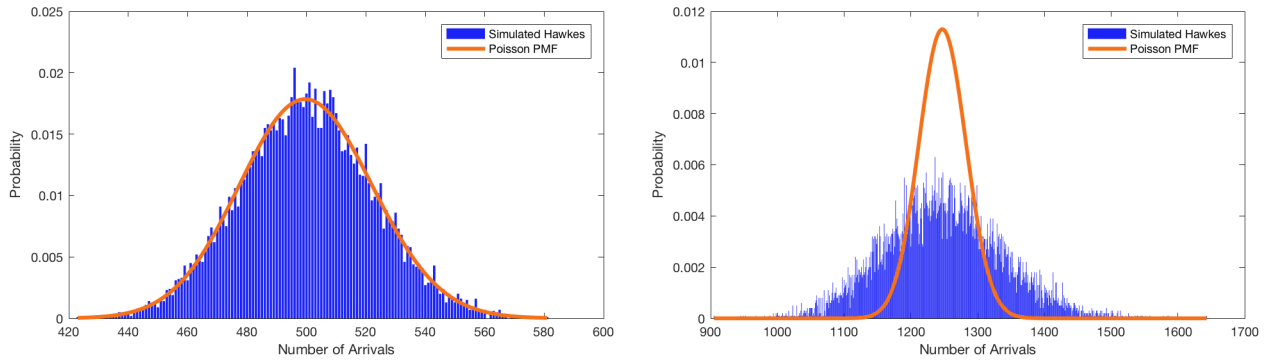 0.025
0.02
0.015
0.01
0.005
0
Probability
420 440 460 480 500 520 540 560 580 600
Number of Arrivals
Simulated Hawkes
Poisson PMF
0.012
0.01
0.008
0.006
0.004
0.002
0
Probability
900 1000 1100 1200 1300 1400 1500 1600 1700
Number of Arrivals
Simulated Hawkes
Poisson PMF